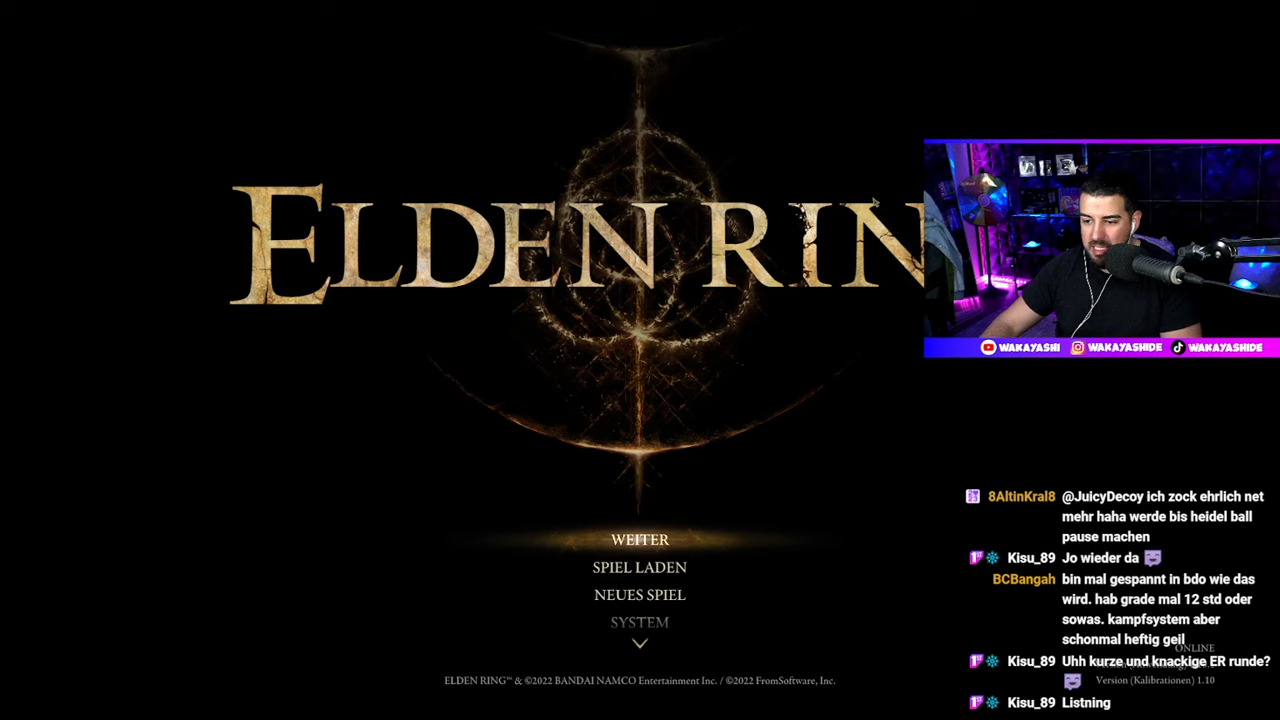 ELDEN RIN
WAKAYASHI WAKAYASHIDE WAKAYASHIDE
WEITER
SPIEL LADEN
NEUES SPIEL
SYSTEM
ELDEN RING™ & ©2022 BANDAI NAMCO Entertainment Inc. / ©2022 FromSoftware, Inc.
8AltinKral8 @JuicyDecoy ich zock ehrlich net
mehr haha werde bis heidel ball
pause machen
Kisu_89 Jo wieder da
BCBangah bin mal gespannt in bdo wie das
wird. hab grade mal 12 std oder
sowas. kampfsystem aber
schonmal heftig geil
ONLINE
Kisu_89 Uhh kurze und knackige ER runde?
Version (Kalibrationen) 1.10
Kisu_89 Listning